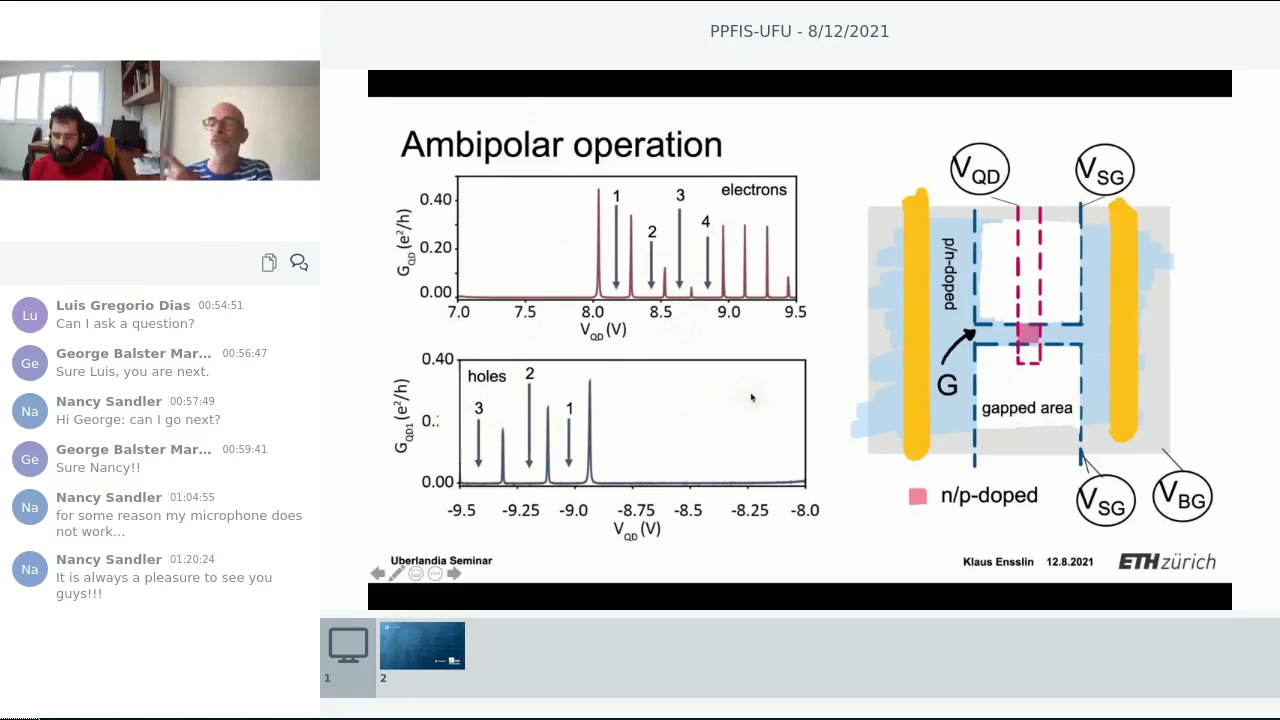 PPFIS-UFU - 8/12/2021
Lu
Luis Gregorio Dias 00:54:51
Can I ask a question?
Ge
George Balster Mar... 00:56:47
Sure Luis, you are next.
Na
Nancy Sandler 00:57:49
Hi George: can I go next?
Ge
George Balster Mar... 00:59:41
Sure Nancy!!
Na
Nancy Sandler 01:04:55
for some reason my microphone does
not work...
Na
Nancy Sandler 01:20:24
It is always a pleasure to see you
guys!!!
Ambipolar operation
electrons
G_QD (e²/h)
0.40
0.20
0.00
1
2
3
4
7.0 7.5 8.0 8.5 9.0 9.5
V_QD (V)
holes
G_QD1 (e²/h)
0.40
0.:
0.00
3
2
1
-9.5 -9.25 -9.0 -8.75 -8.5 -8.25 -8.0
V_QD (V)
V_QD
V_SG
p/n-doped
G
gapped area
n/p-doped
V_SG
V_BG
Uberlandia Seminar
Klaus Ensslin 12.8.2021
ETH zürich
1
2